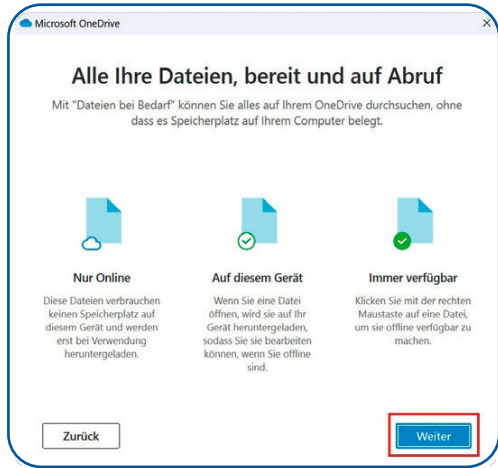 Microsoft OneDrive
Alle Ihre Dateien, bereit und auf Abruf
Mit "Dateien bei Bedarf" können Sie alles auf Ihrem OneDrive durchsuchen, ohne
dass es Speicherplatz auf Ihrem Computer belegt.
Nur Online
Diese Dateien verbrauchen
keinen Speicherplatz auf
diesem Gerät und werden
erst bei Verwendung
heruntergeladen.
Auf diesem Gerät
Wenn Sie eine Datei
öffnen, wird sie auf Ihr
Gerät heruntergeladen,
sodass Sie sie bearbeiten
können, wenn Sie offline
sind.
Immer verfügbar
Klicken Sie mit der rechten
Maustaste auf eine Datei,
um sie offline verfügbar zu
machen.
Zurück
Weiter